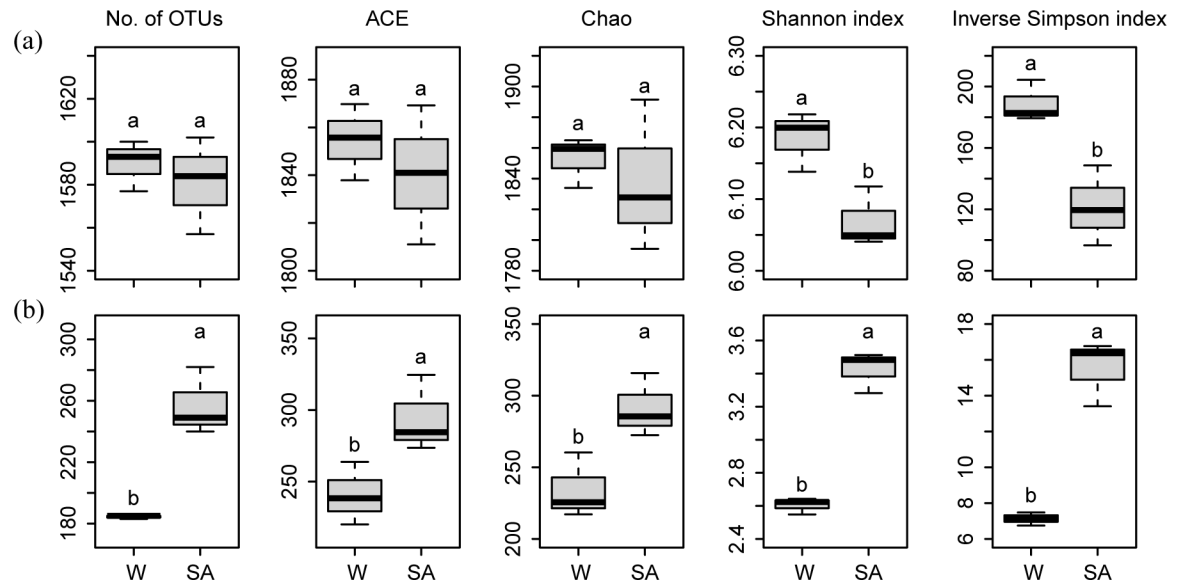 No. of OTUs ACE Chao Shannon index Inverse Simpson index
(a)
1620
1580
1540
a a
1880
1840
1800
a a
1900
1840
1780
a a
6.30
6.20
6.10
6.00
a b
200
160
120
80
a b
(b)
300
260
220
180
b a
350
300
250
b a
350
300
250
200
b a
3.6
3.2
2.8
2.4
b a
18
14
10
8
6
b a
W SA W SA W SA W SA W SA